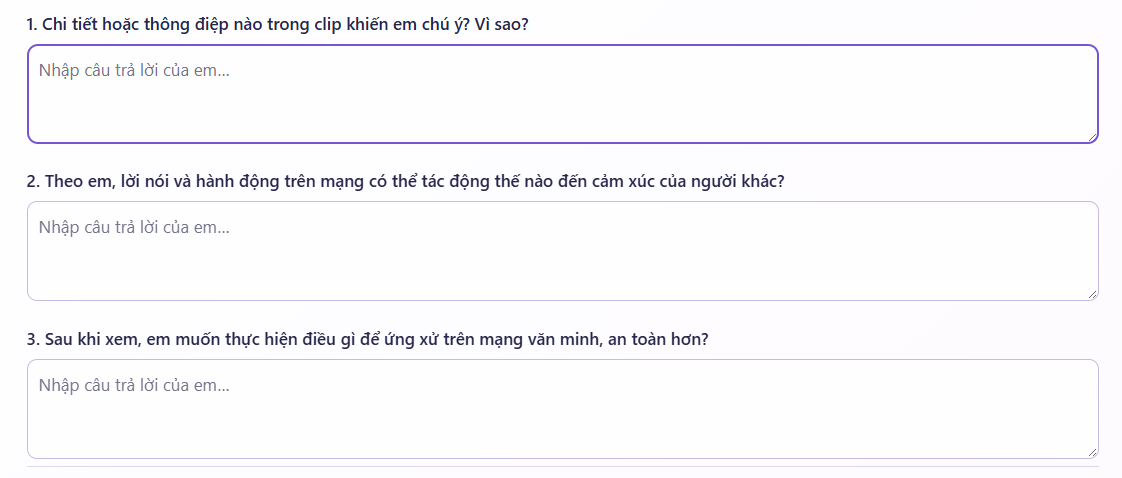 1. Chi tiết hoặc thông điệp nào trong clip khiến em chú ý? Vì sao?
Nhập câu trả lời của em...
2. Theo em, lời nói và hành động trên mạng có thể tác động thế nào đến cảm xúc của người khác?
Nhập câu trả lời của em...
3. Sau khi xem, em muốn thực hiện điều gì để ứng xử trên mạng văn minh, an toàn hơn?
Nhập câu trả lời của em...